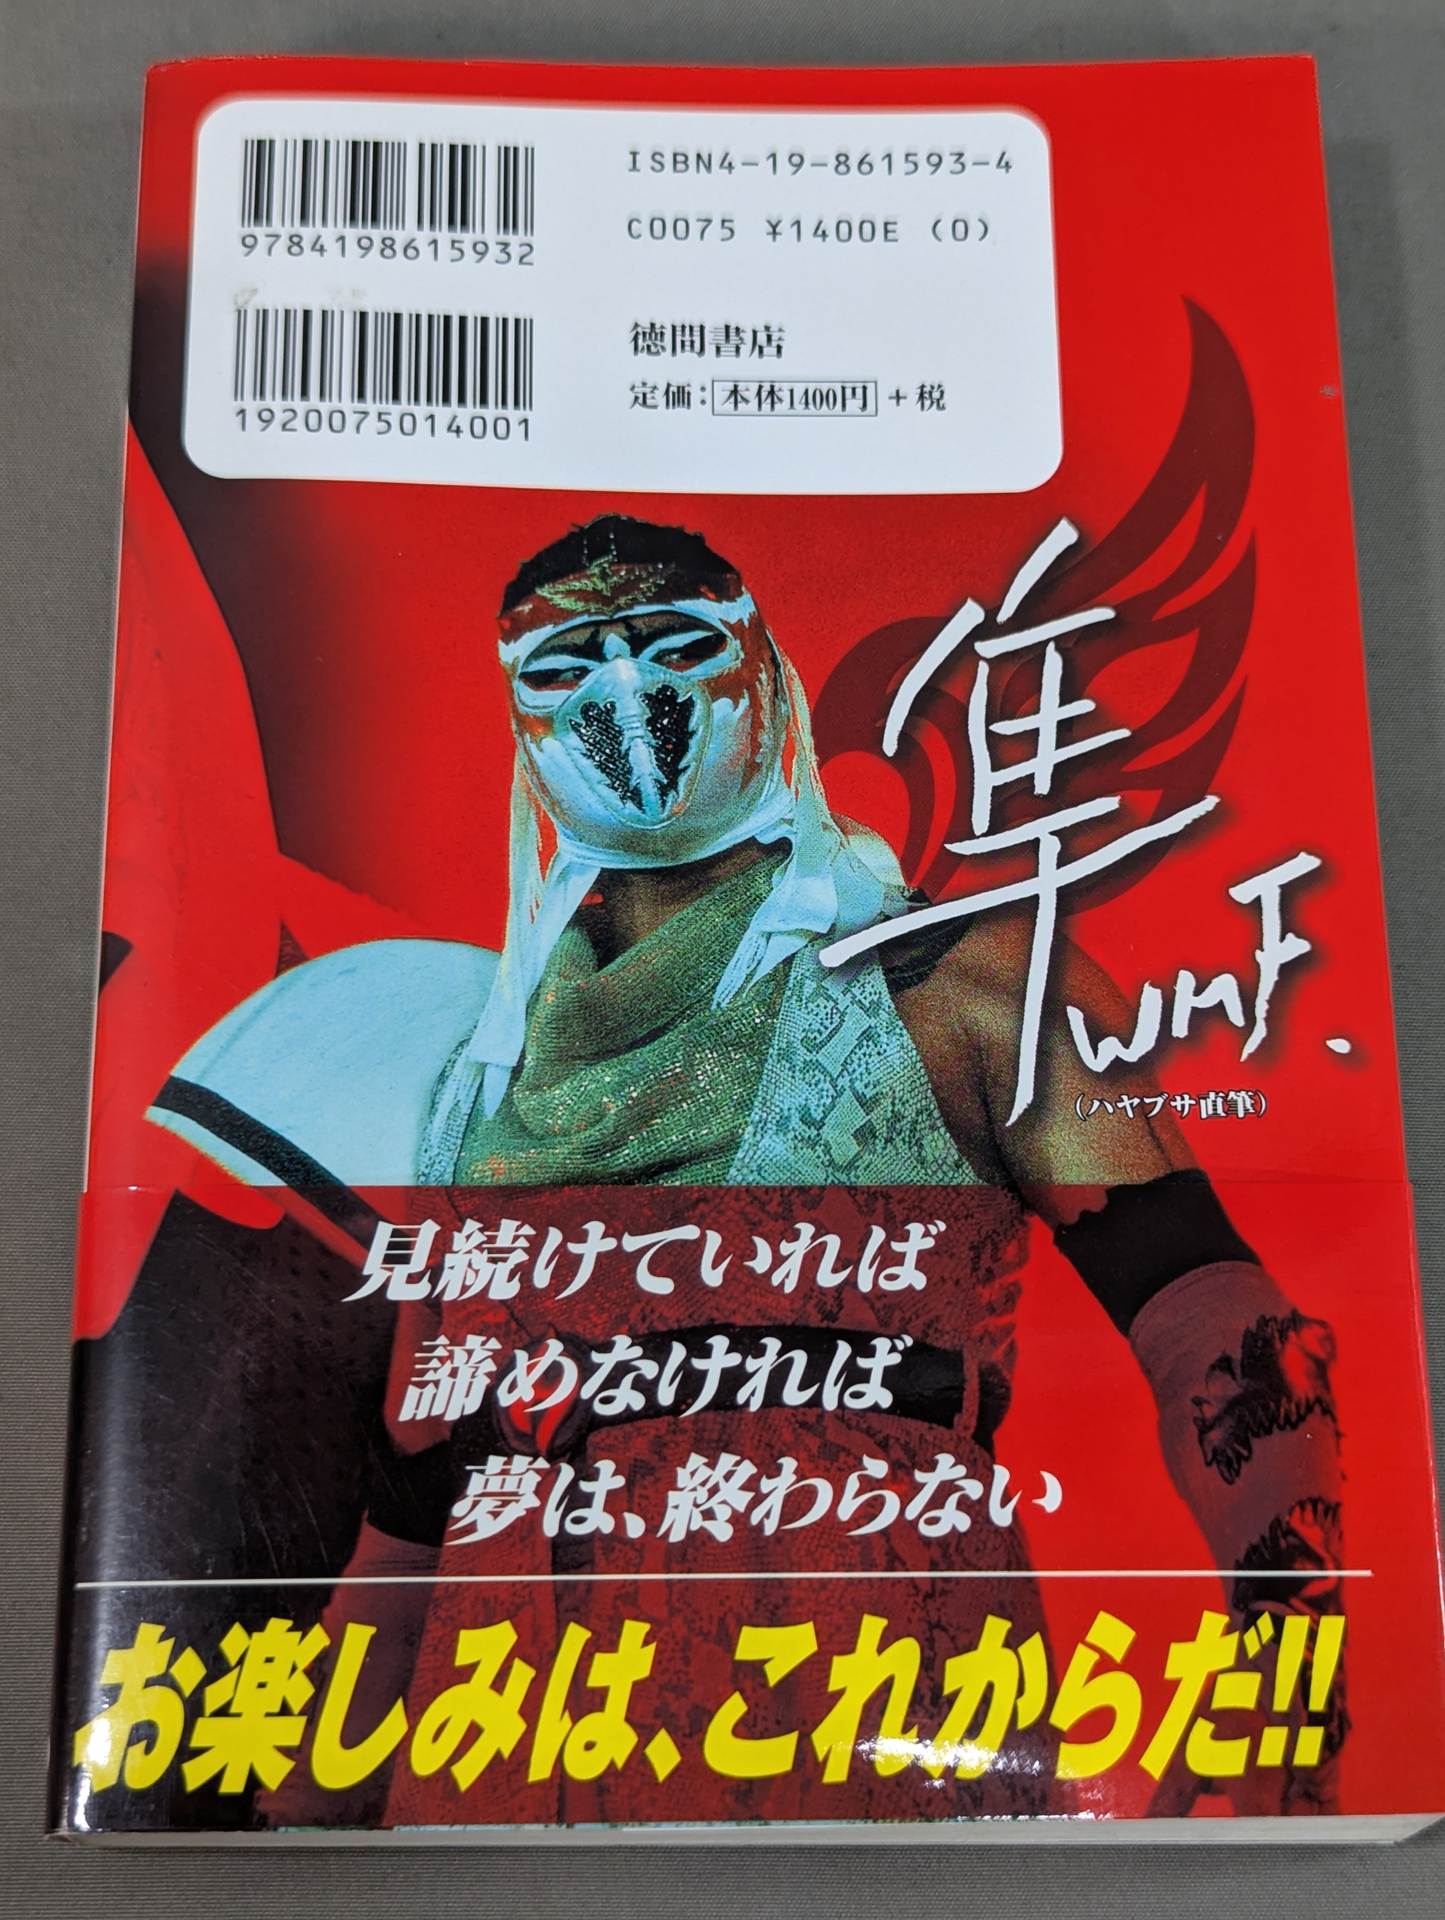 ISBN4-19-861593-4
C0075 ¥1400E (0)
9784198615932
徳間書店
定価：本体1400円＋税
1920075014001
隼
WMF.
（ハヤブサ直筆）
見続けていれば
諦めなければ
夢は、終わらない
お楽しみは、これからだ!!